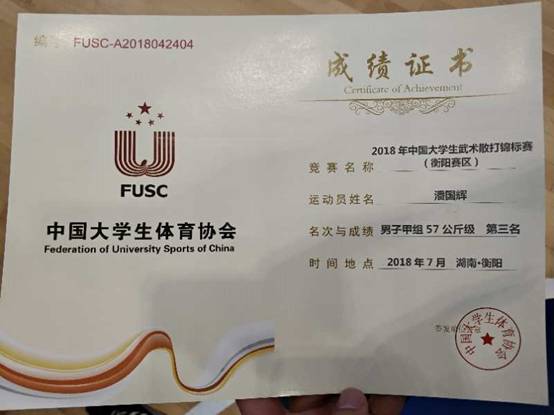 编号: FUSC-A2018042404
FUSC
中国大学生体育协会
Federation of University Sports of China
成绩证书
Certificate of Achievement
竞赛名称 2018年中国大学生武术散打锦标赛
(衡阳赛区)
运动员姓名 潘国辉
名次与成绩 男子甲组57公斤级 第三名
时间地点 2018年7月 湖南·衡阳
中国大学生体育协会